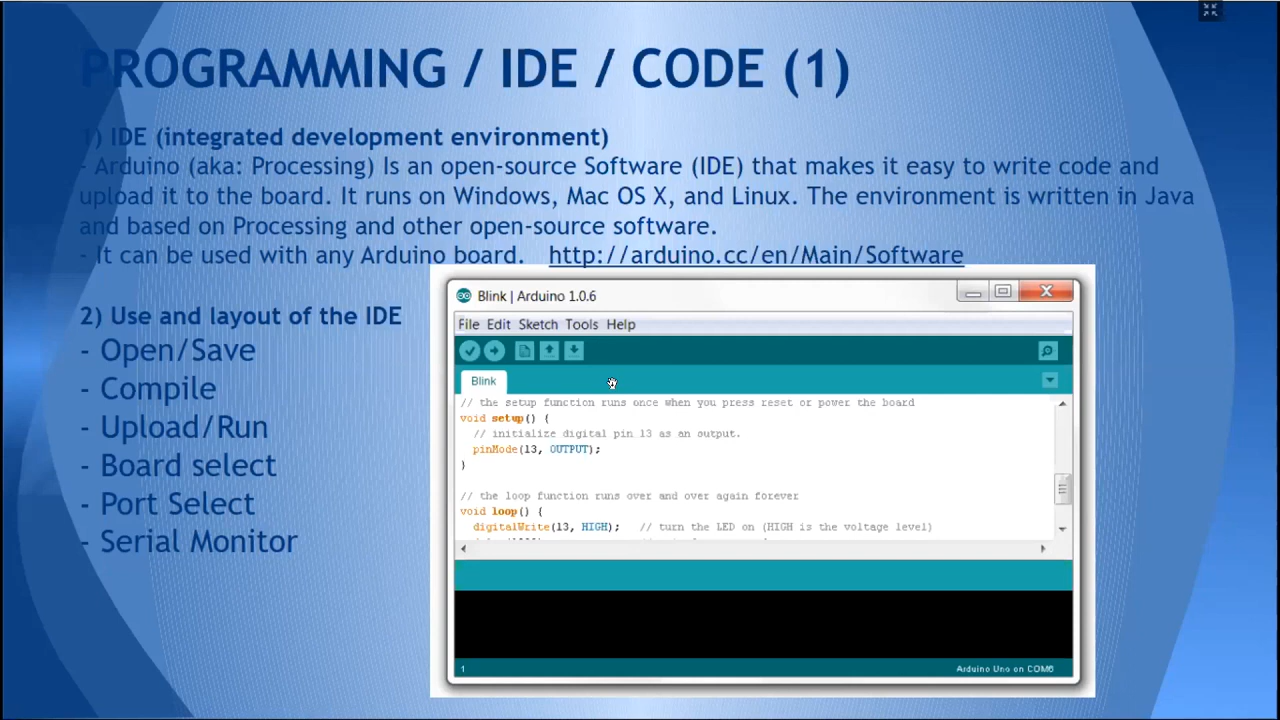 PROGRAMMING / IDE / CODE (1)
1) IDE (integrated development environment)
- Arduino (aka: Processing) Is an open-source Software (IDE) that makes it easy to write code and
upload it to the board. It runs on Windows, Mac OS X, and Linux. The environment is written in Java
and based on Processing and other open-source software.
- It can be used with any Arduino board. http://arduino.cc/en/Main/Software
2) Use and layout of the IDE
- Open/Save
- Compile
- Upload/Run
- Board select
- Port Select
- Serial Monitor
Blink | Arduino 1.0.6
File Edit Sketch Tools Help
Blink
// the setup function runs once when you press reset or power the board
void setup() {
// initialize digital pin 13 as an output.
pinMode(13, OUTPUT);
}
// the loop function runs over and over again forever
void loop() {
digitalWrite(13, HIGH); // turn the LED on (HIGH is the voltage level)
1
Arduino Uno on COM6